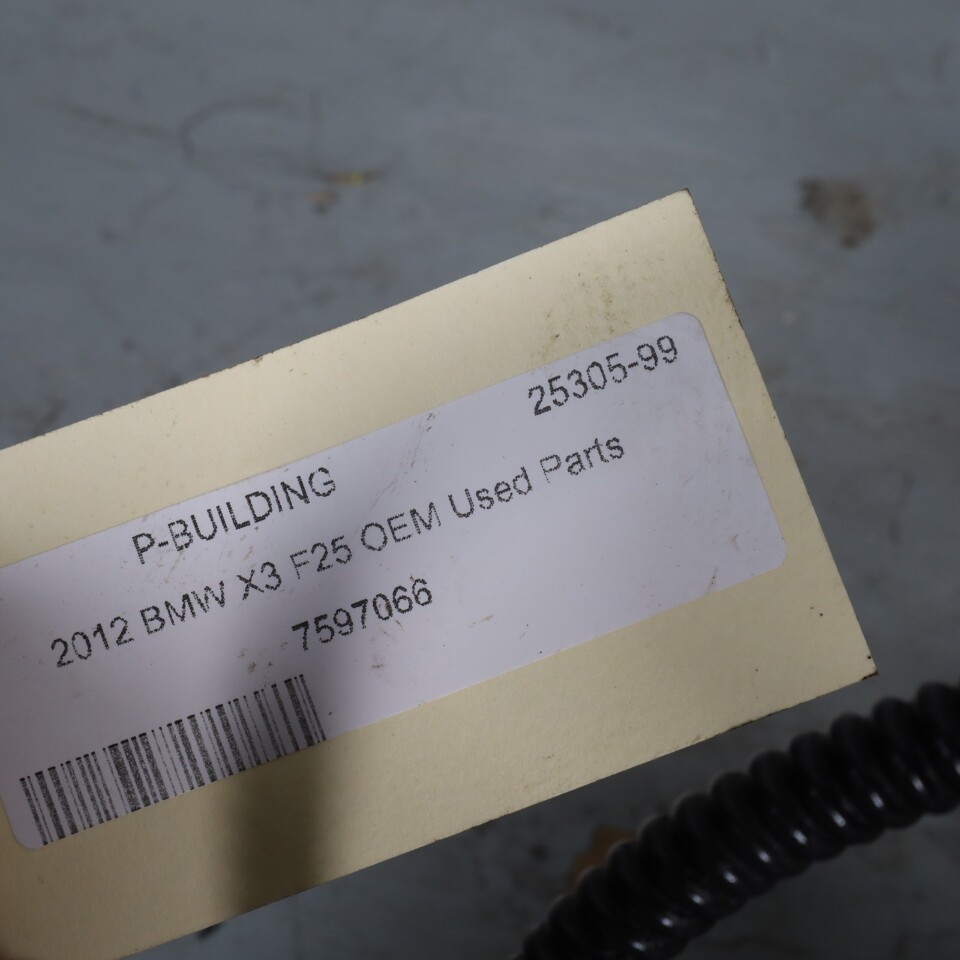 25305-99
P-BUILDING
2012 BMW X3 F25 OEM Used Parts
7597066